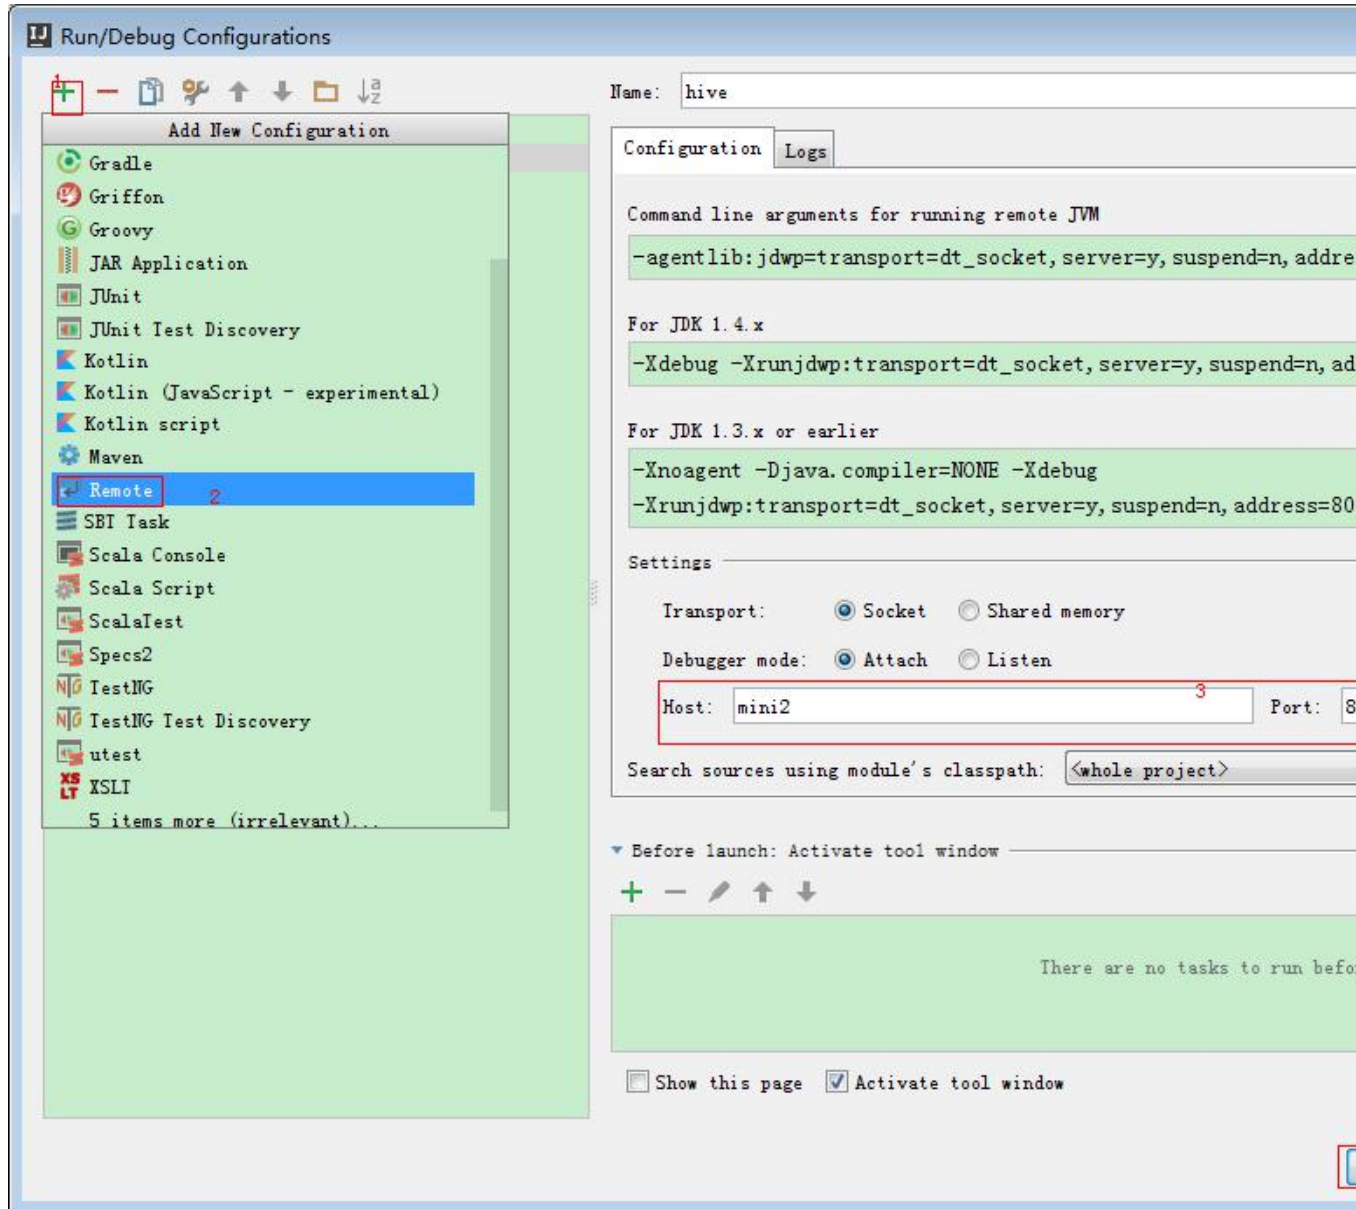 Run/Debug Configurations
1
Add New Configuration
Gradle
Griffon
Groovy
JAR Application
JUnit
JUnit Test Discovery
Kotlin
Kotlin (JavaScript - experimental)
Kotlin script
Maven
Remote 2
SBT Task
Scala Console
Scala Script
ScalaTest
Specs2
TestNG
TestNG Test Discovery
utest
XSLT
5 items more (irrelevant)...
Name: hive
Configuration Logs
Command line arguments for running remote JVM
-agentlib:jdwp=transport=dt_socket,server=y,suspend=n,addre
For JDK 1.4.x
-Xdebug -Xrunjdwp:transport=dt_socket,server=y,suspend=n,ad
For JDK 1.3.x or earlier
-Xnoagent -Djava.compiler=NONE -Xdebug
-Xrunjdwp:transport=dt_socket,server=y,suspend=n,address=80
Settings
Transport: Socket Shared memory
Debugger mode: Attach Listen
3
Host: mini2 Port: 8
Search sources using module's classpath: <whole project>
Before launch: Activate tool window
There are no tasks to run befo
Show this page Activate tool window